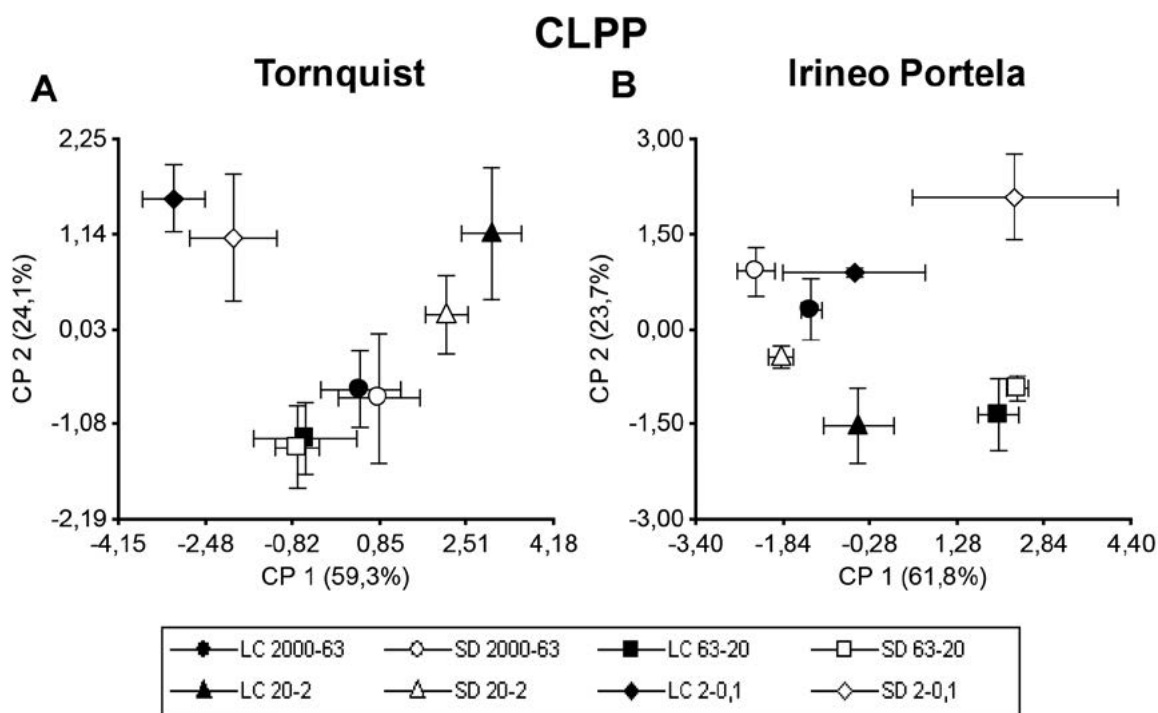 CLPP
Tornquist
Irineo Portela
A
B
2,25
1,14
0,03
-1,08
-2,19
CP 2 (24,1%)
-4,15 -2,48 -0,82 0,85 2,51 4,18
CP 1 (59,3%)
3,00
1,50
0,00
-1,50
-3,00
CP 2 (23,7%)
-3,40 -1,84 -0,28 1,28 2,84 4,40
CP 1 (61,8%)
LC 2000-63 SD 2000-63 LC 63-20 SD 63-20
LC 20-2 SD 20-2 LC 2-0,1 SD 2-0,1